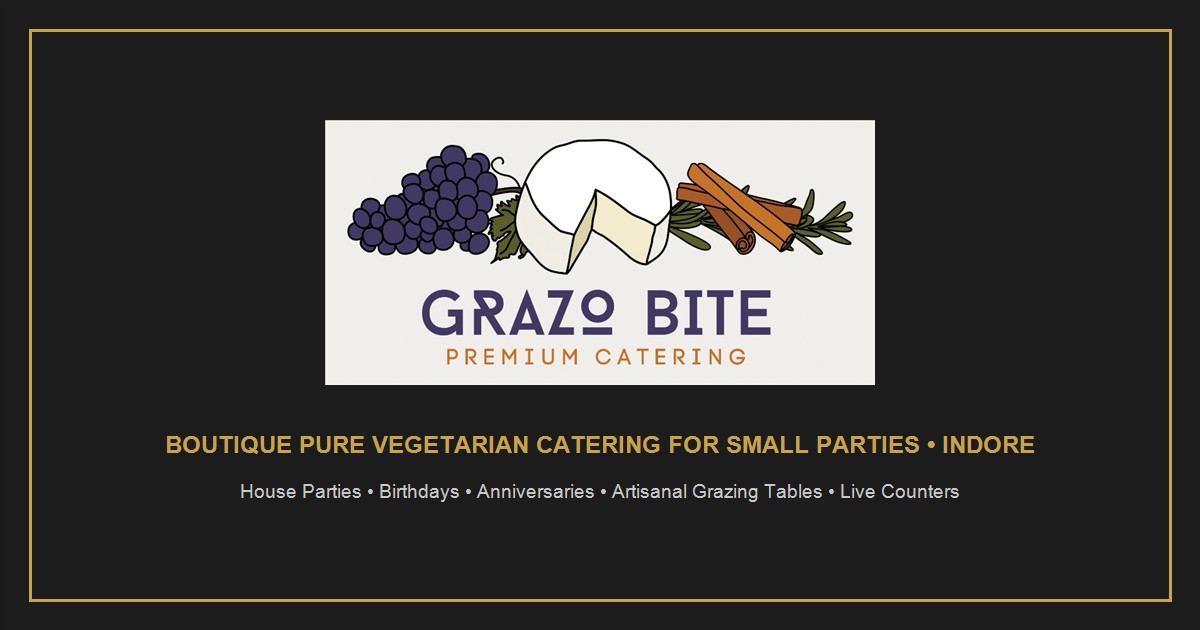 GRAZO BITE
PREMIUM CATERING
BOUTIQUE PURE VEGETARIAN CATERING FOR SMALL PARTIES • INDORE
House Parties • Birthdays • Anniversaries • Artisanal Grazing Tables • Live Counters